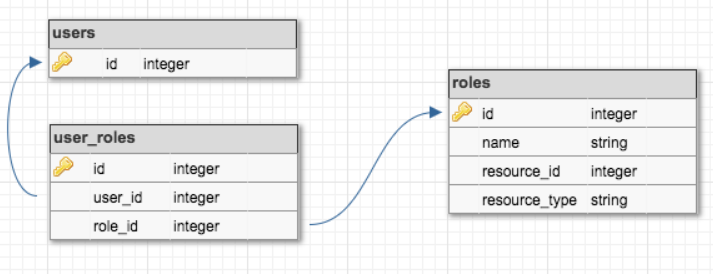 users
id integer
user_roles
id integer
user_id integer
role_id integer
roles
id integer
name string
resource_id integer
resource_type string